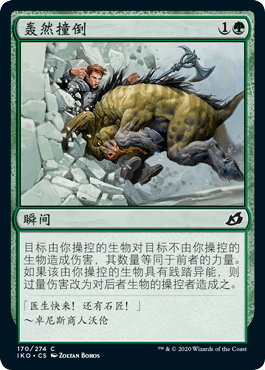 轰然撞倒 1
瞬间
目标由你操控的生物对目标不由你操控的
生物造成伤害，其数量等同于前者的力量。
如果该由你操控的生物具有践踏异能，则
过量伤害改为对后者生物的操控者造成之。
「医生快来！还有石匠！」
～卓尼斯商人沃伦
170/274 C
IKO • CS ZOLTAN BOROS
™ & © 2020 Wizards of the Coast